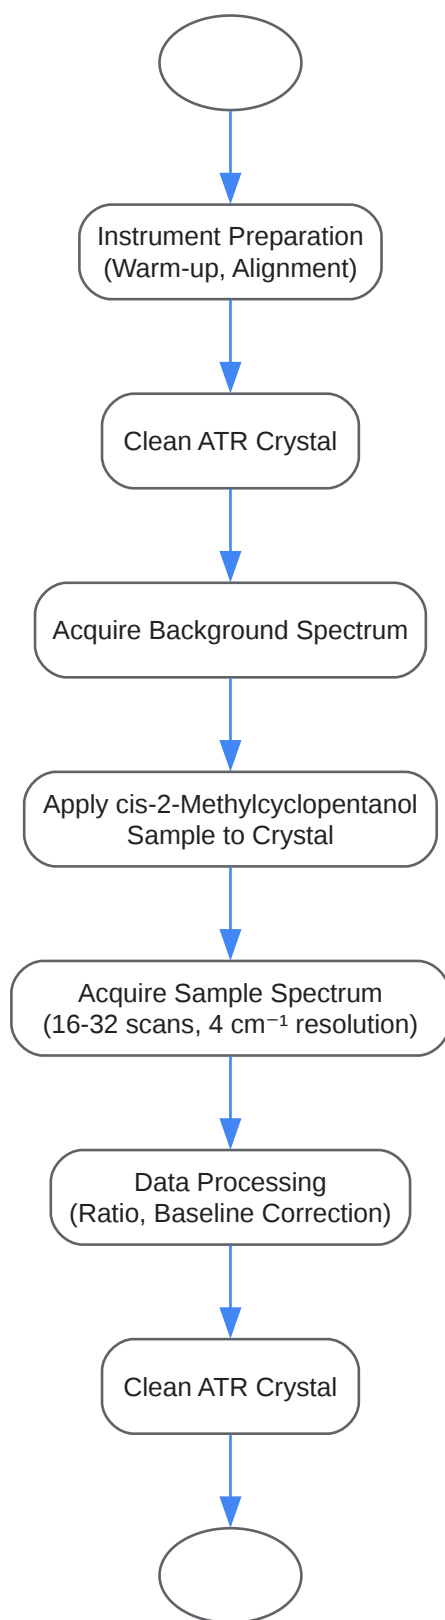 Instrument Preparation
(Warm-up, Alignment)
Clean ATR Crystal
Acquire Background Spectrum
Apply cis-2-Methylcyclopentanol
Sample to Crystal
Acquire Sample Spectrum
(16-32 scans, 4 cm⁻¹ resolution)
Data Processing
(Ratio, Baseline Correction)
Clean ATR Crystal